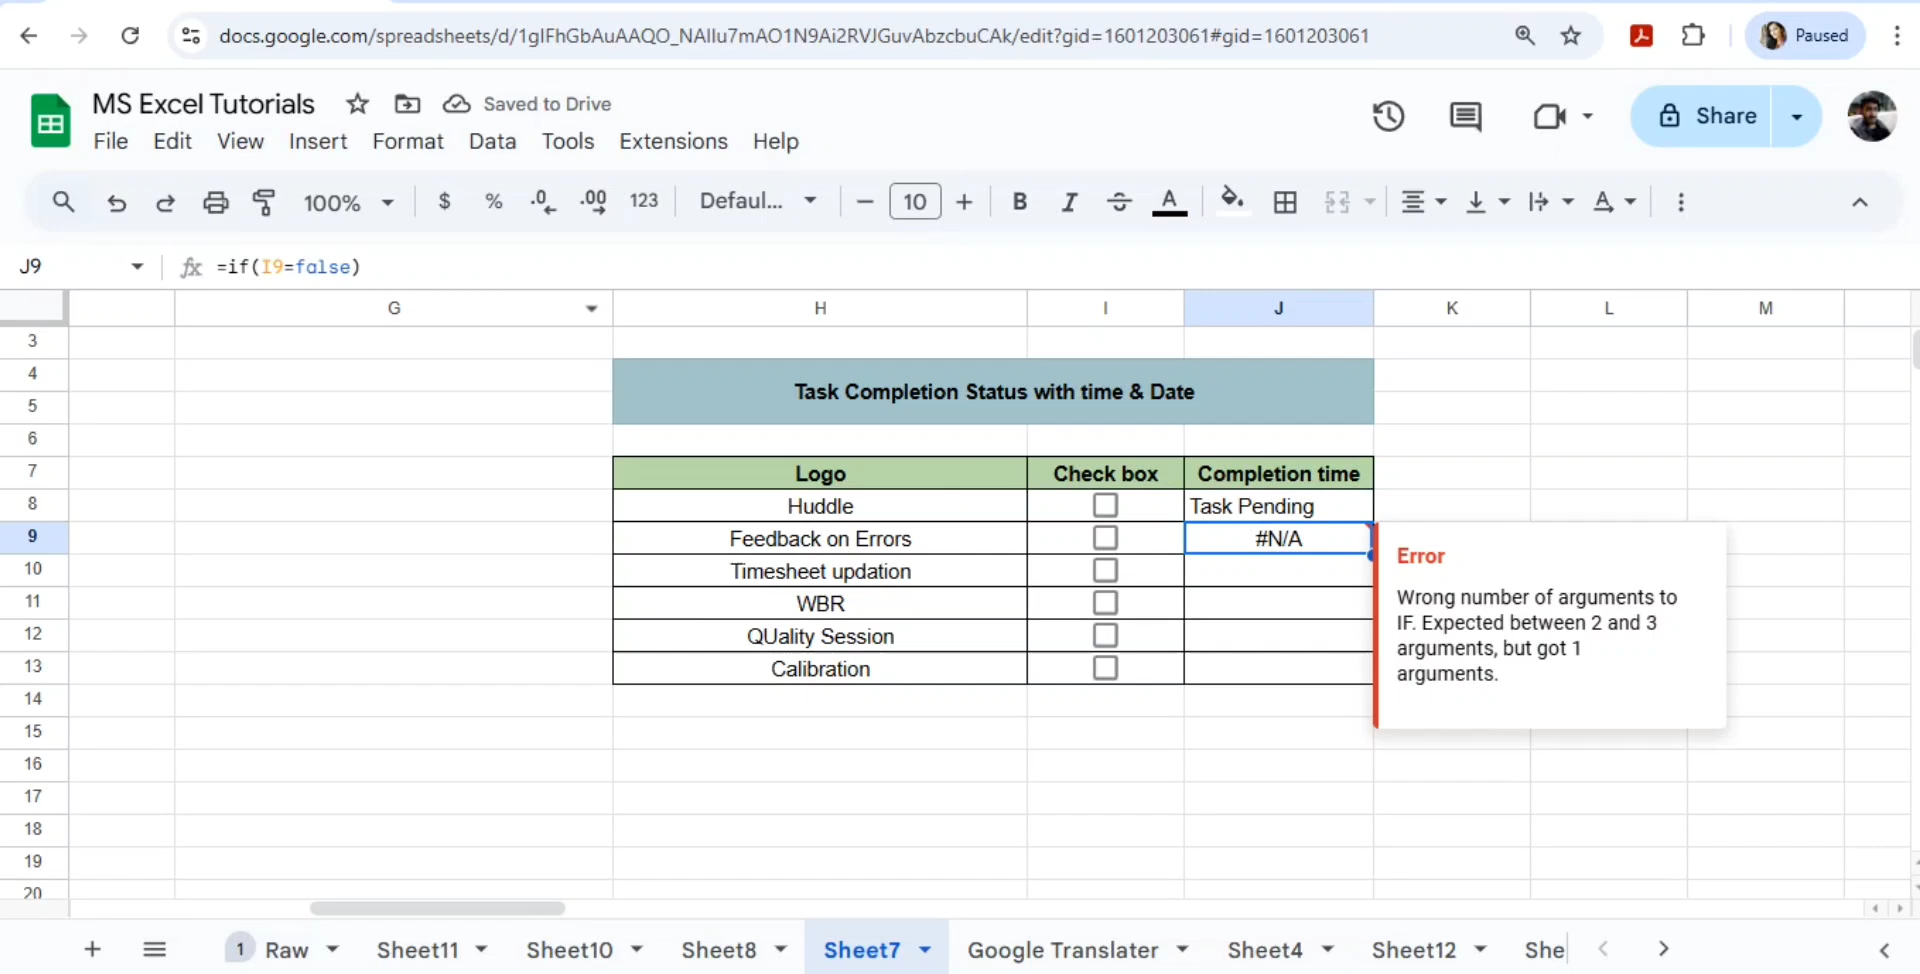 docs.google.com/spreadsheets/d/1gIFhGbAuAAQO_NAIlu7mAO1N9Ai2RVJGuvAbzcbuCAk/edit?gid=1601203061#gid=1601203061
Paused
MS Excel Tutorials
Saved to Drive
File Edit View Insert Format Data Tools Extensions Help
Share
100% $ % .0 .00 123 Defaul... 10 B I A A
J9 fx =if(I9=false)
G H I J K L M
3
4
Task Completion Status with time & Date
5
6
7 Logo Check box Completion time
8 Huddle Task Pending
9 Feedback on Errors #N/A
10 Timesheet updation
11 WBR
12 QUality Session
13 Calibration
Error
Wrong number of arguments to
IF. Expected between 2 and 3
arguments, but got 1
arguments.
14
15
16
17
18
19
20
1 Raw Sheet11 Sheet10 Sheet8 Sheet7 Google Translater Sheet4 Sheet12 She